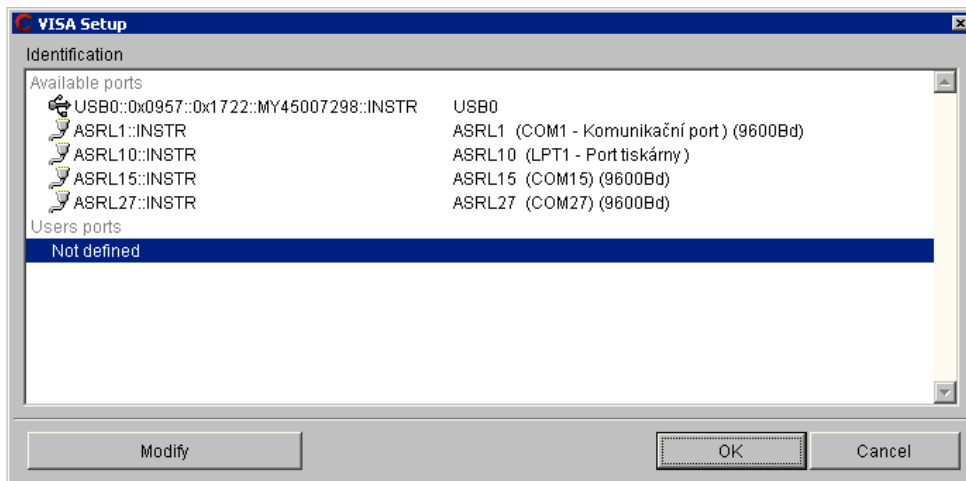 VISA Setup
Identification
Available ports
USB0::0x0957::0x1722::MY45007298::INSTR USB0
ASRL1::INSTR ASRL1 (COM1 - Komunikační port) (9600Bd)
ASRL10::INSTR ASRL10 (LPT1 - Port tiskárny)
ASRL15::INSTR ASRL15 (COM15) (9600Bd)
ASRL27::INSTR ASRL27 (COM27) (9600Bd)
Users ports
Not defined
Modify OK Cancel